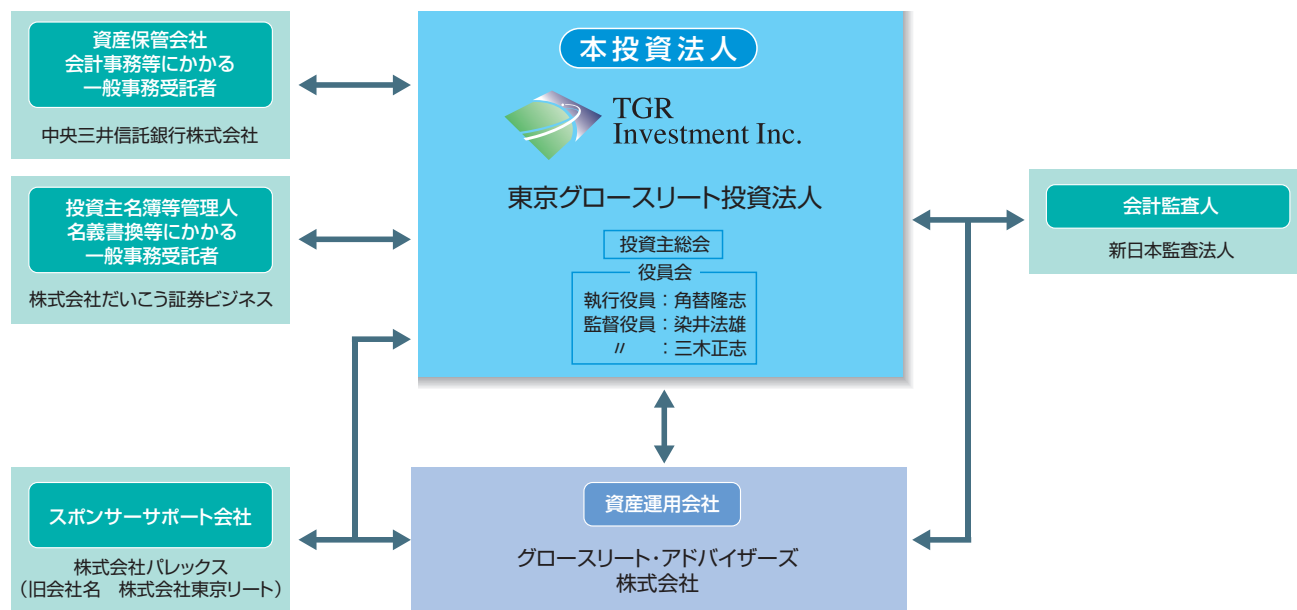 資産保管会社
会計事務等にかかる
一般事務受託者
中央三井信託銀行株式会社
投資主名簿等管理人
名義書換等にかかる
一般事務受託者
株式会社だいこう証券ビジネス
スポンサーサポート会社
株式会社パレックス
（旧会社名　株式会社東京リート）
本投資法人
TGR
Investment Inc.
東京グロースリート投資法人
投資主総会
役員会
執行役員：角替隆志
監督役員：染井法雄
〃　　：三木正志
資産運用会社
グロースリート・アドバイザーズ
株式会社
会計監査人
新日本監査法人